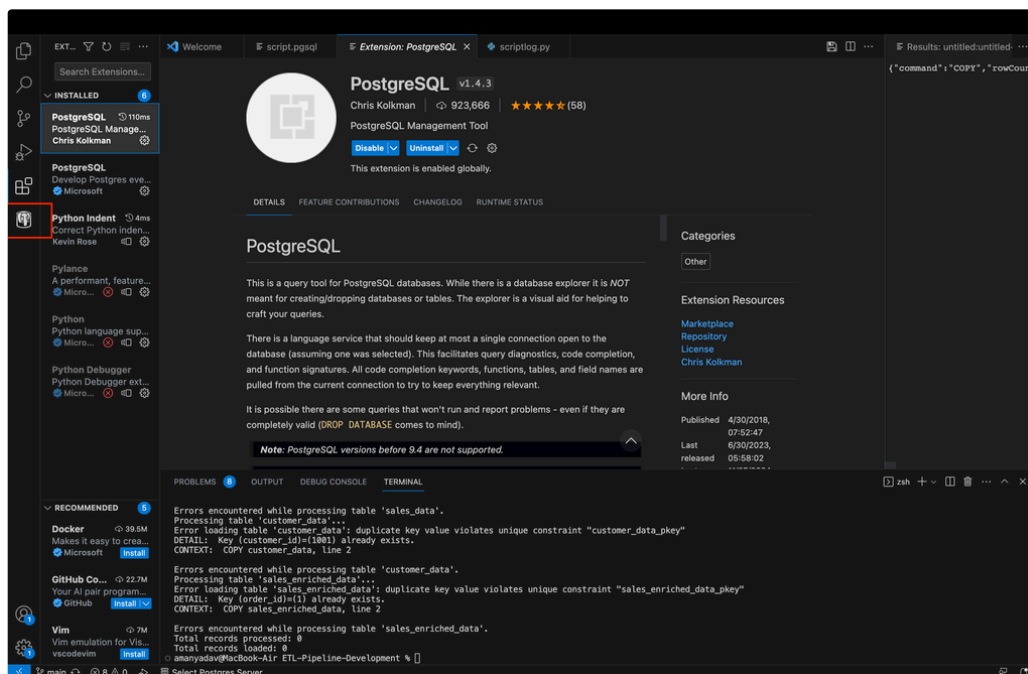 EXT...
Search Extensions...
INSTALLED 6
PostgreSQL 110ms
PostgreSQL Manage...
Chris Kolkman
PostgreSQL
Develop Postgres eve...
Microsoft
Python Indent 4ms
Correct Python inden...
Kevin Rose
Pylance
A performant, feature...
Micro...
Python
Python language sup...
Micro...
Python Debugger
Python Debugger ext...
Micro...
RECOMMENDED 5
Docker 39.5M
Makes it easy to crea...
Microsoft Install
GitHub Co... 22.7M
Your AI pair program...
GitHub Install
Vim 7M
Vim emulation for Vis...
vscodevim Install
1
1
Welcome script.pgsql Extension: PostgreSQL scriptlog.py
PostgreSQL v1.4.3
Chris Kolkman 923,666 (58)
PostgreSQL Management Tool
Disable Uninstall
This extension is enabled globally.
DETAILS FEATURE CONTRIBUTIONS CHANGELOG RUNTIME STATUS
PostgreSQL
This is a query tool for PostgreSQL databases. While there is a database explorer it is NOT
meant for creating/dropping databases or tables. The explorer is a visual aid for helping to
craft your queries.
There is a language service that should keep at most a single connection open to the
database (assuming one was selected). This facilitates query diagnostics, code completion,
and function signatures. All code completion keywords, functions, tables, and field names are
pulled from the current connection to try to keep everything relevant.
It is possible there are some queries that won't run and report problems - even if they are
completely valid (DROP DATABASE comes to mind).
Note: PostgreSQL versions before 9.4 are not supported.
Categories
Other
Extension Resources
Marketplace
Repository
License
Chris Kolkman
More Info
Published 4/30/2018,
07:52:47
Last 6/30/2023,
released 05:58:02
Results: untitled:untitled-
{"command":"COPY","rowCour
PROBLEMS 8 OUTPUT DEBUG CONSOLE TERMINAL
zsh
Errors encountered while processing table 'sales_data'.
Processing table 'customer_data'...
Error loading table 'customer_data': duplicate key value violates unique constraint "customer_data_pkey"
DETAIL: Key (customer_id)=(1001) already exists.
CONTEXT: COPY customer_data, line 2
Errors encountered while processing table 'customer_data'.
Processing table 'sales_enriched_data'...
Error loading table 'sales_enriched_data': duplicate key value violates unique constraint "sales_enriched_data_pkey"
DETAIL: Key (order_id)=(1) already exists.
CONTEXT: COPY sales_enriched_data, line 2
Errors encountered while processing table 'sales_enriched_data'.
Total records processed: 0
Total records loaded: 0
amanyadav@MacBook-Air ETL-Pipeline-Development %
main 8 0 Select Postgres Server